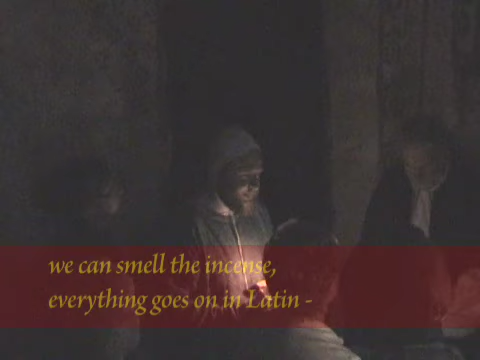 we can smell the incense,
everything goes on in Latin -